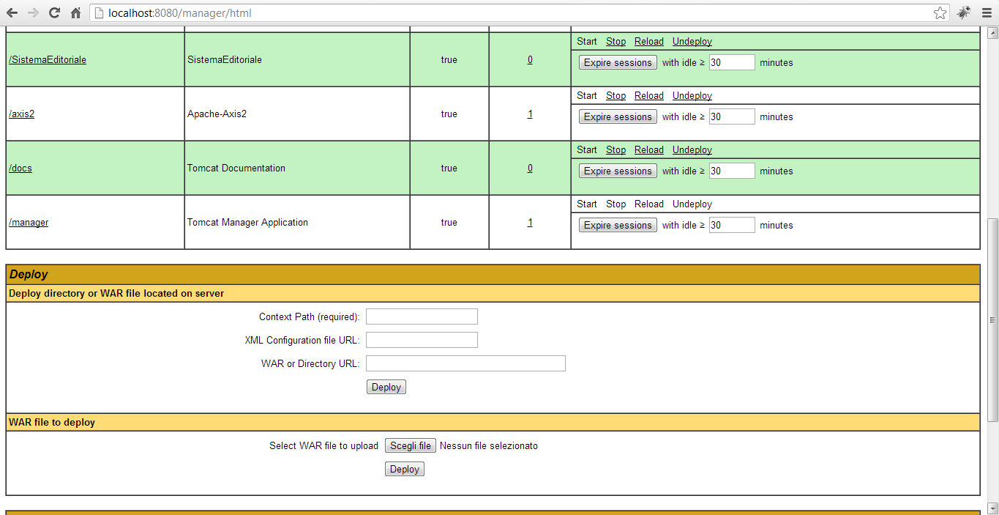 localhost:8080/manager/html
Start Stop Reload Undeploy
/SistemaEditoriale SistemaEditoriale true 0
Expire sessions with idle ≥ 30 minutes
Start Stop Reload Undeploy
/axis2 Apache-Axis2 true 1
Expire sessions with idle ≥ 30 minutes
Start Stop Reload Undeploy
/docs Tomcat Documentation true 0
Expire sessions with idle ≥ 30 minutes
Start Stop Reload Undeploy
/manager Tomcat Manager Application true 1
Expire sessions with idle ≥ 30 minutes
Deploy
Deploy directory or WAR file located on server
Context Path (required):
XML Configuration file URL:
WAR or Directory URL:
Deploy
WAR file to deploy
Select WAR file to upload Scegli file Nessun file selezionato
Deploy